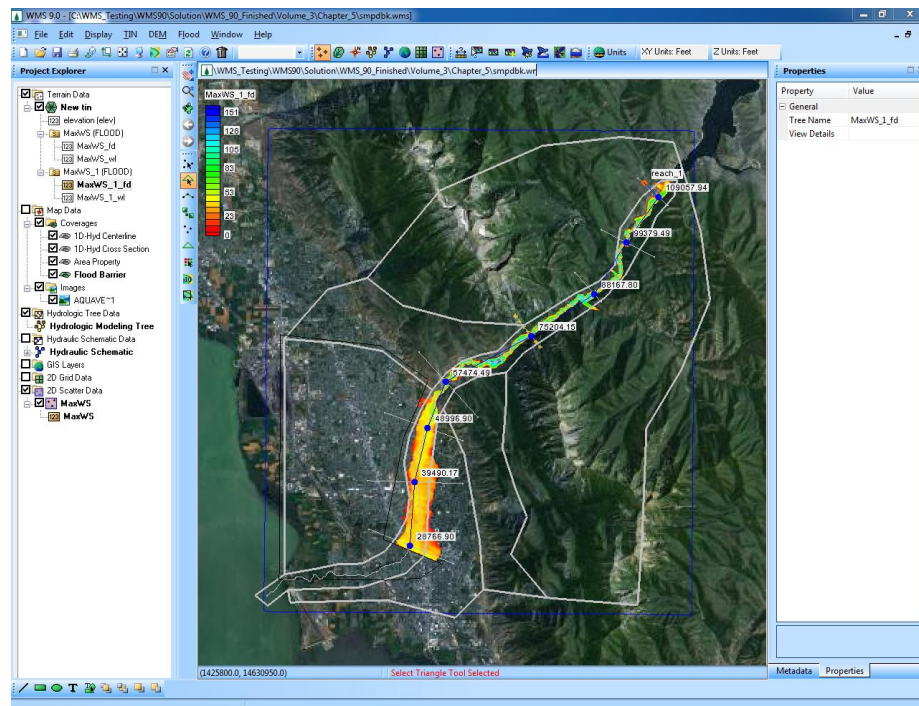 WMS 9.0 - [C:\WMS_Testing\WMS90\Solution\WMS_90_Finished\Volume_3\Chapter_5\smpdbk.wms]
File Edit Display TIN DEM Flood Window Help
Units XY Units: Feet Z Units: Feet
Project Explorer
Terrain Data
New tin
elevation (elev)
MaxWS (FLOOD)
MaxWS_fd
MaxWS_wl
MaxWS_1 (FLOOD)
MaxWS_1_fd
MaxWS_1_wl
Map Data
Coverages
1D-Hyd Centerline
1D-Hyd Cross Section
Area Property
Flood Barrier
Images
AQUAVE~1
Hydrologic Tree Data
Hydrologic Modeling Tree
Hydraulic Schematic Data
Hydraulic Schematic
GIS Layers
2D Grid Data
2D Scatter Data
MaxWS
MaxWS
\WMS_Testing\WMS90\Solution\WMS_90_Finished\Volume_3\Chapter_5\smpdbk.wr
MaxWS_1_fd
151
128
105
83
53
23
0
reach_1
109057.94
99379.49
88167.80
75204.15
57474.49
48996.90
39490.17
28766.90
(1425800.0, 14630950.0) Select Triangle Tool Selected
Properties
Property Value
General
Tree Name MaxWS_1_fd
View Details
Metadata Properties